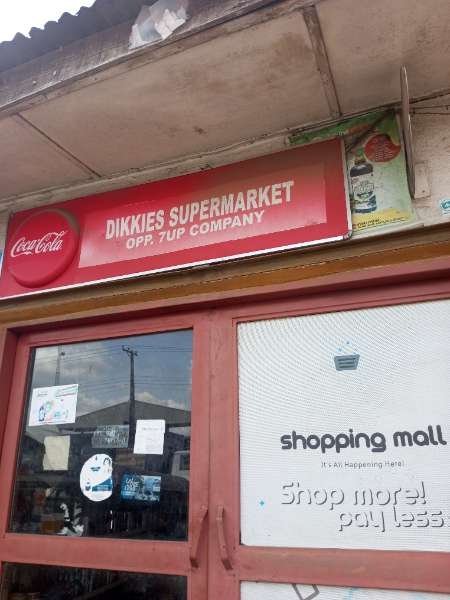 Coca-Cola
DIKKIES SUPERMARKET
OPP. 7UP COMPANY
shopping mall
It's All Happening Here!
Shop more!
pay less